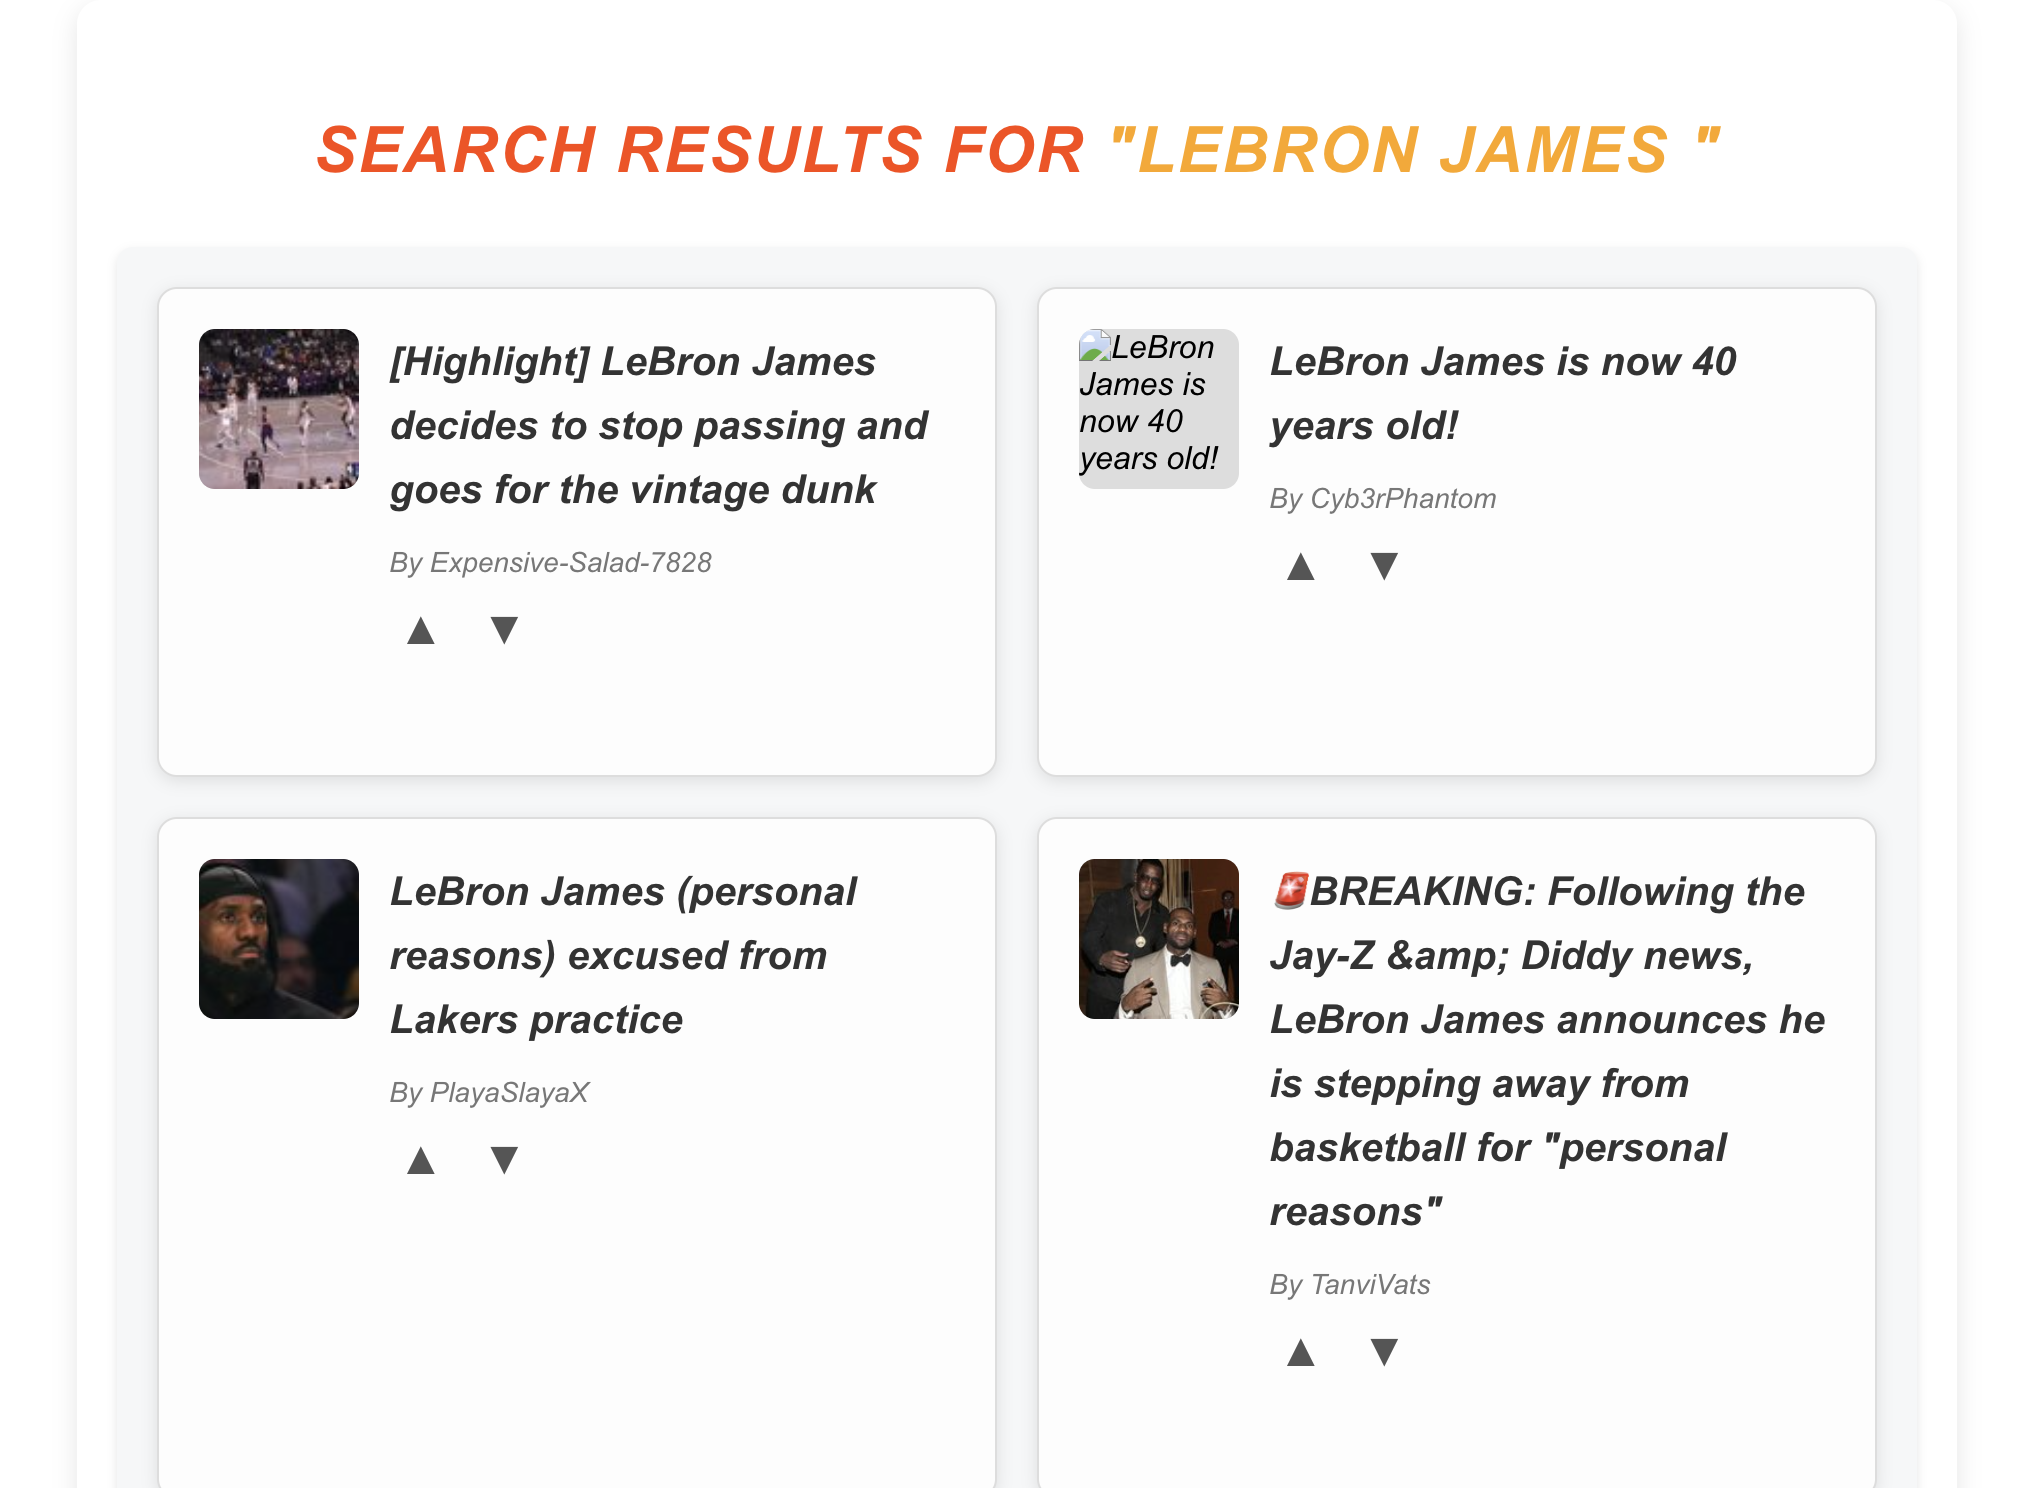 SEARCH RESULTS FOR "LEBRON JAMES "
[Highlight] LeBron James
decides to stop passing and
goes for the vintage dunk
By Expensive-Salad-7828
▲ ▼
LeBron
James is
now 40
years old!
LeBron James is now 40
years old!
By Cyb3rPhantom
▲ ▼
LeBron James (personal
reasons) excused from
Lakers practice
By PlayaSlayaX
▲ ▼
🚨BREAKING: Following the
Jay-Z &amp; Diddy news,
LeBron James announces he
is stepping away from
basketball for "personal
reasons"
By TanviVats
▲ ▼